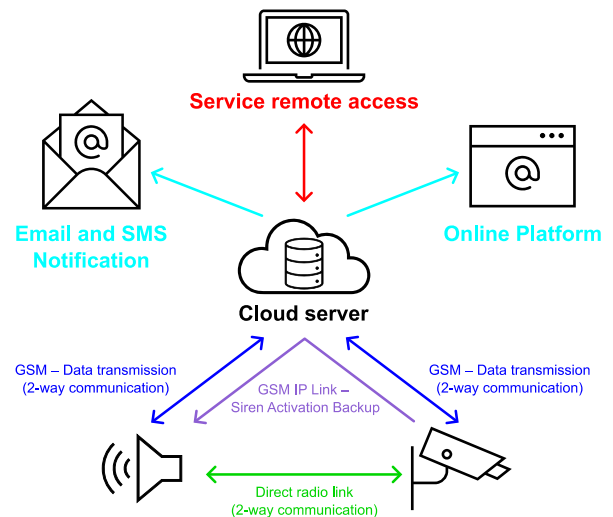 Service remote access
@
@
Email and SMS
Notification
Online Platform
Cloud server
GSM – Data transmission
(2-way communication)
GSM – Data transmission
(2-way communication)
GSM IP Link –
Siren Activation Backup
Direct radio link
(2-way communication)